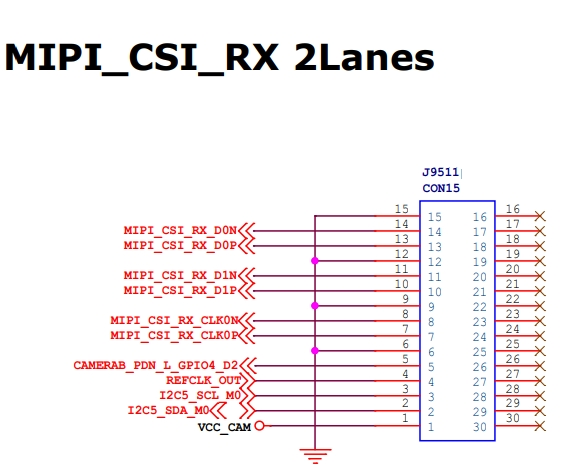 MIPI_CSI_RX 2Lanes
J9511
CON15
15 15 16 16
MIPI_CSI_RX_D0N 14 14 17 17
MIPI_CSI_RX_D0P 13 13 18 18
12 12 19 19
MIPI_CSI_RX_D1N 11 11 20 20
MIPI_CSI_RX_D1P 10 10 21 21
9 9 22 22
MIPI_CSI_RX_CLK0N 8 8 23 23
MIPI_CSI_RX_CLK0P 7 7 24 24
6 6 25 25
CAMERAB_PDN_L_GPIO4_D2 5 5 26 26
REFCLK_OUT 4 4 27 27
I2C5_SCL_M0 3 3 28 28
I2C5_SDA_M0 2 2 29 29
VCC_CAM 1 1 30 30